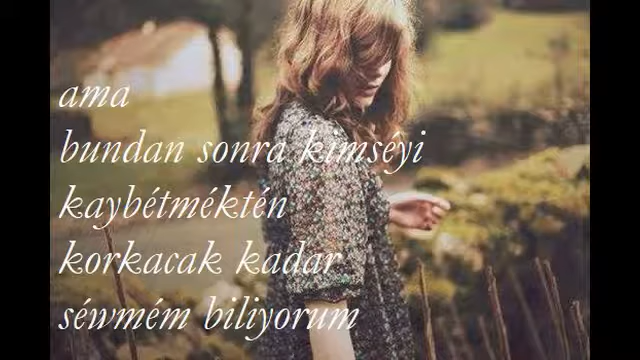 ama
bundan sonra kimséyi
kaybétméktén
korkacak kadar
séwmém biliyorum